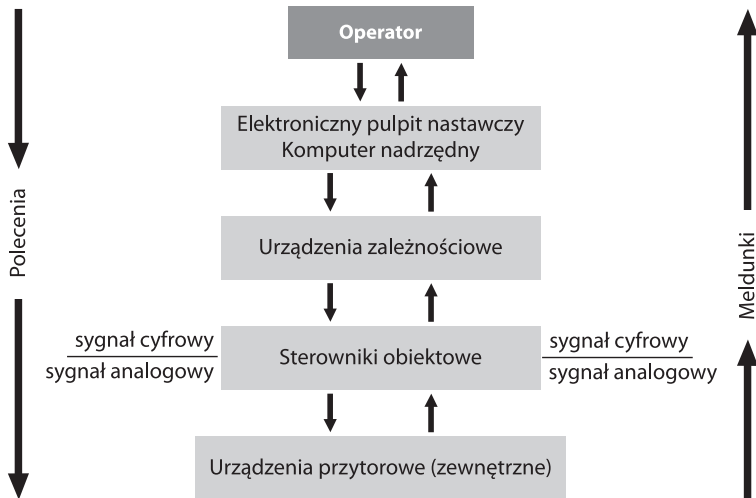 Operator
Elektroniczny pulpit nastawczy
Komputer nadrzędny
Polecenia
Urządzenia zależnościowe
Meldunki
sygnał cyfrowy
sygnał analogowy
Sterowniki obiektowe
sygnał cyfrowy
sygnał analogowy
Urządzenia przytorowe (zewnętrzne)